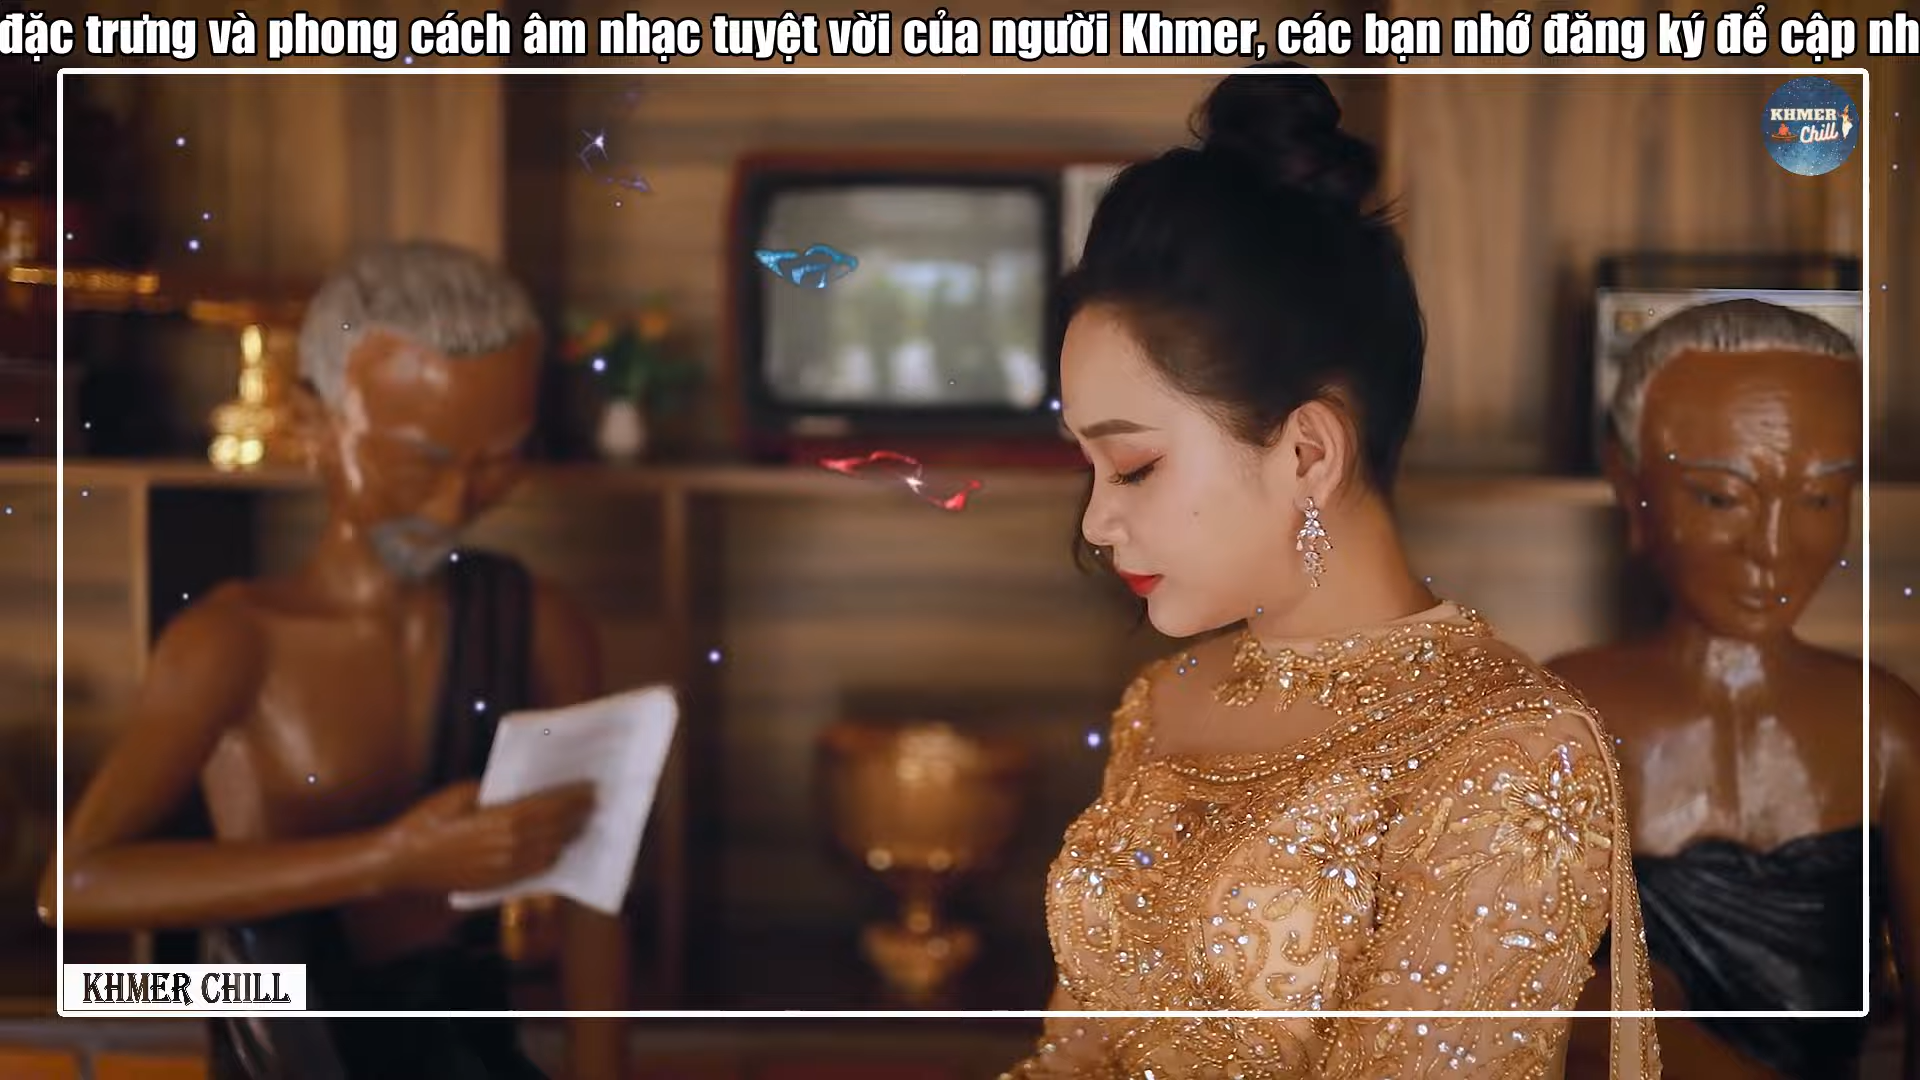 đặc trưng và phong cách âm nhạc tuyệt vời của người Khmer, các bạn nhớ đăng ký để cập nh
KHMER
Chill
KHMER CHILL